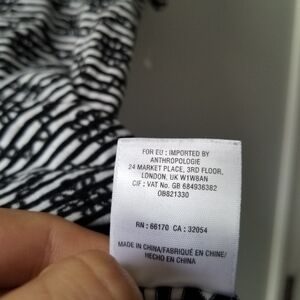 FOR EU : IMPORTED BY
ANTHROPOLOGIE
24 MARKET PLACE, 3RD FLOOR,
LONDON, UK W1W8AN
CIF : VAT No. GB 684936382
OB821330
RN : 66170 CA : 32054
MADE IN CHINA/FABRIQUÉ EN CHINE/
HECHO EN CHINA